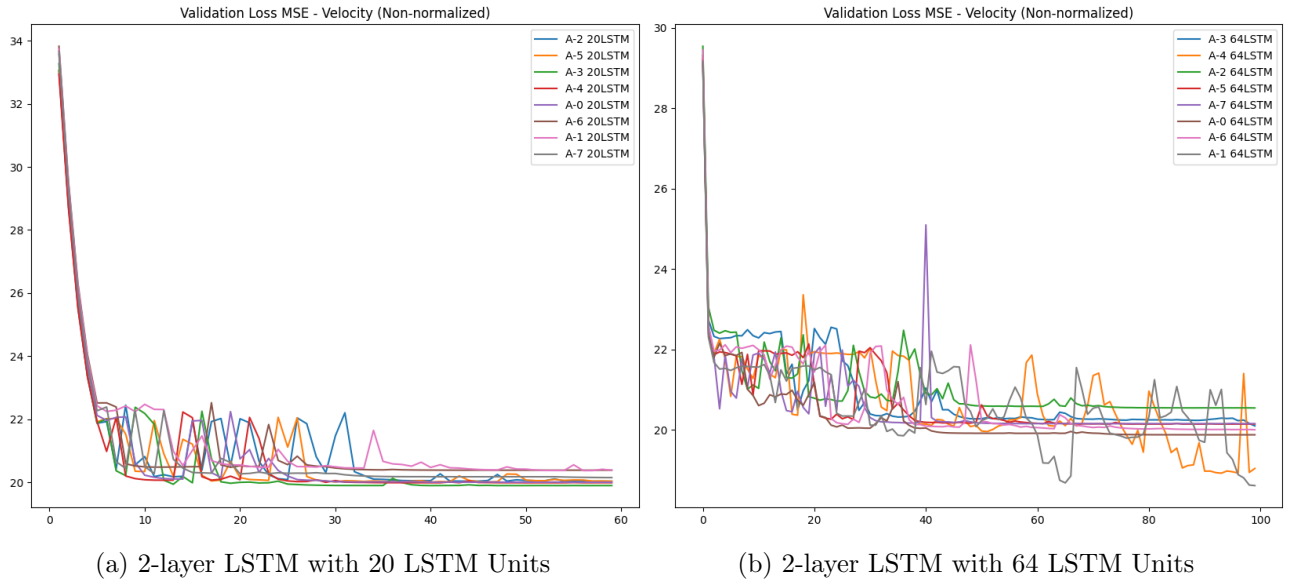 Validation Loss MSE - Velocity (Non-normalized)
34
32
30
28
26
24
22
20
0
10
20
30
40
50
60
A-2 20LSTM
A-5 20LSTM
A-3 20LSTM
A-4 20LSTM
A-0 20LSTM
A-6 20LSTM
A-1 20LSTM
A-7 20LSTM
(a) 2-layer LSTM with 20 LSTM Units
Validation Loss MSE - Velocity (Non-normalized)
30
28
26
24
22
20
0
20
40
60
80
100
A-3 64LSTM
A-4 64LSTM
A-2 64LSTM
A-5 64LSTM
A-7 64LSTM
A-0 64LSTM
A-6 64LSTM
A-1 64LSTM
(b) 2-layer LSTM with 64 LSTM Units